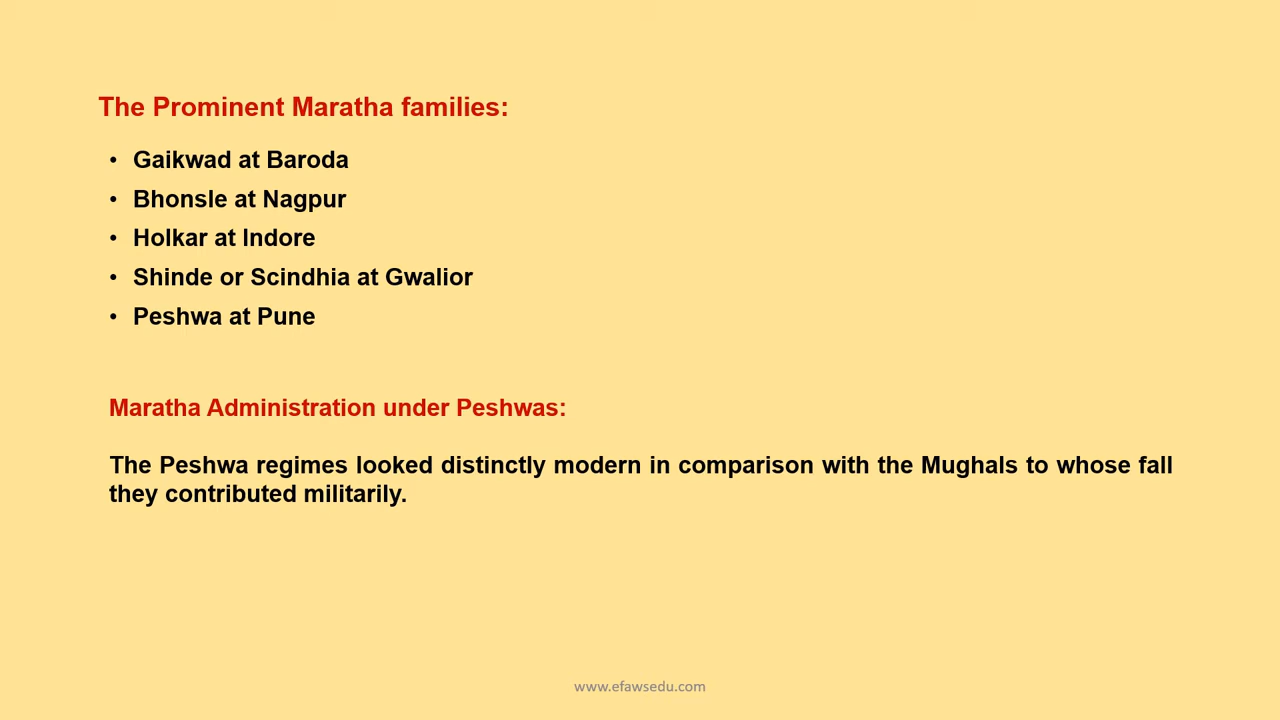 The Prominent Maratha families:
• Gaikwad at Baroda
• Bhonsle at Nagpur
• Holkar at Indore
• Shinde or Scindhia at Gwalior
• Peshwa at Pune
Maratha Administration under Peshwas:
The Peshwa regimes looked distinctly modern in comparison with the Mughals to whose fall
they contributed militarily.
www.efawsedu.com